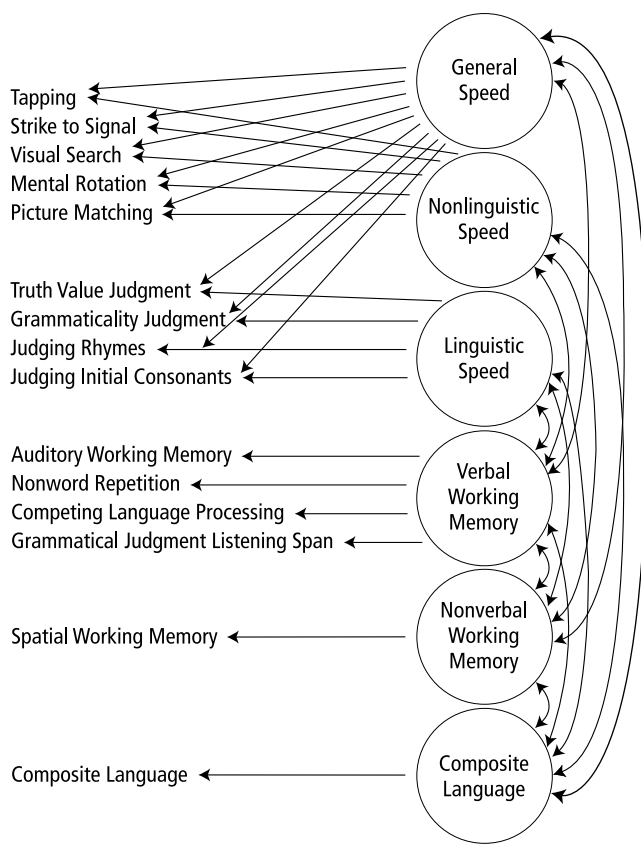 General
Speed
Tapping
Strike to Signal
Visual Search
Mental Rotation
Picture Matching
Nonlinguistic
Speed
Truth Value Judgment
Grammaticality Judgment
Judging Rhymes
Judging Initial Consonants
Linguistic
Speed
Auditory Working Memory
Nonword Repetition
Competing Language Processing
Grammatical Judgment Listening Span
Verbal
Working
Memory
Spatial Working Memory
Nonverbal
Working
Memory
Composite Language
Composite
Language